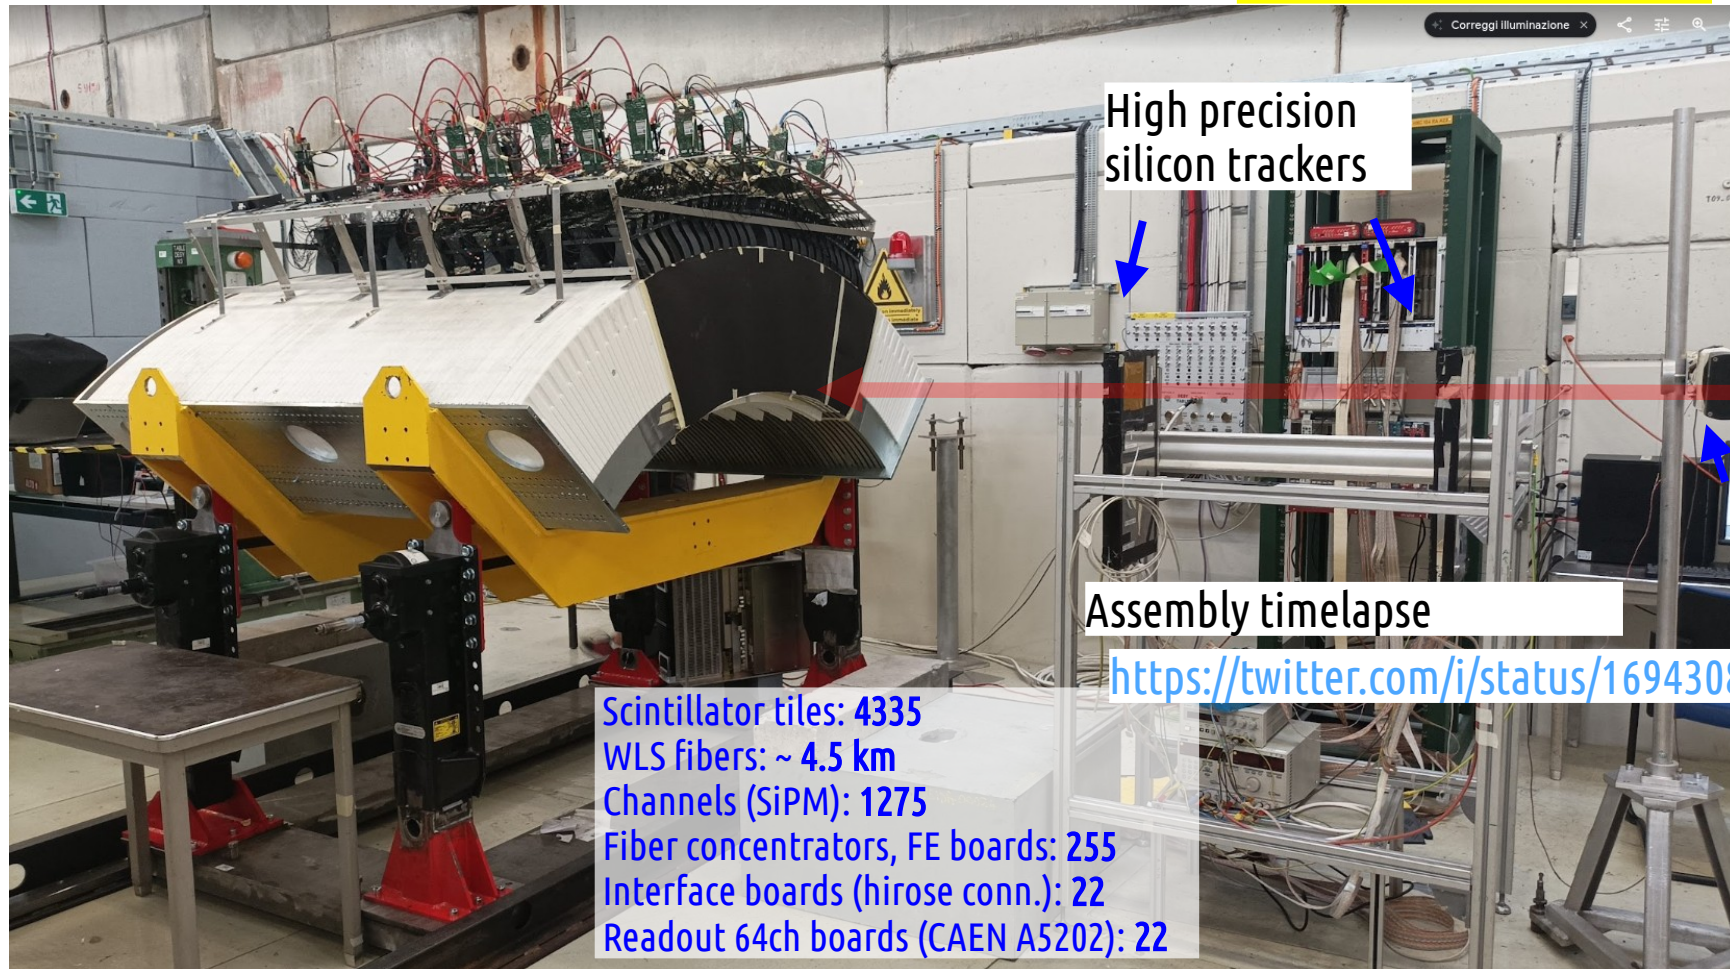 Correggi illuminazione
High precision
silicon trackers
Assembly timelapse
https://twitter.com/i/status/169430
Scintillator tiles: 4335
WLS fibers: ~ 4.5 km
Channels (SiPM): 1275
Fiber concentrators, FE boards: 255
Interface boards (hirose conn.): 22
Readout 64ch boards (CAEN A5202): 22